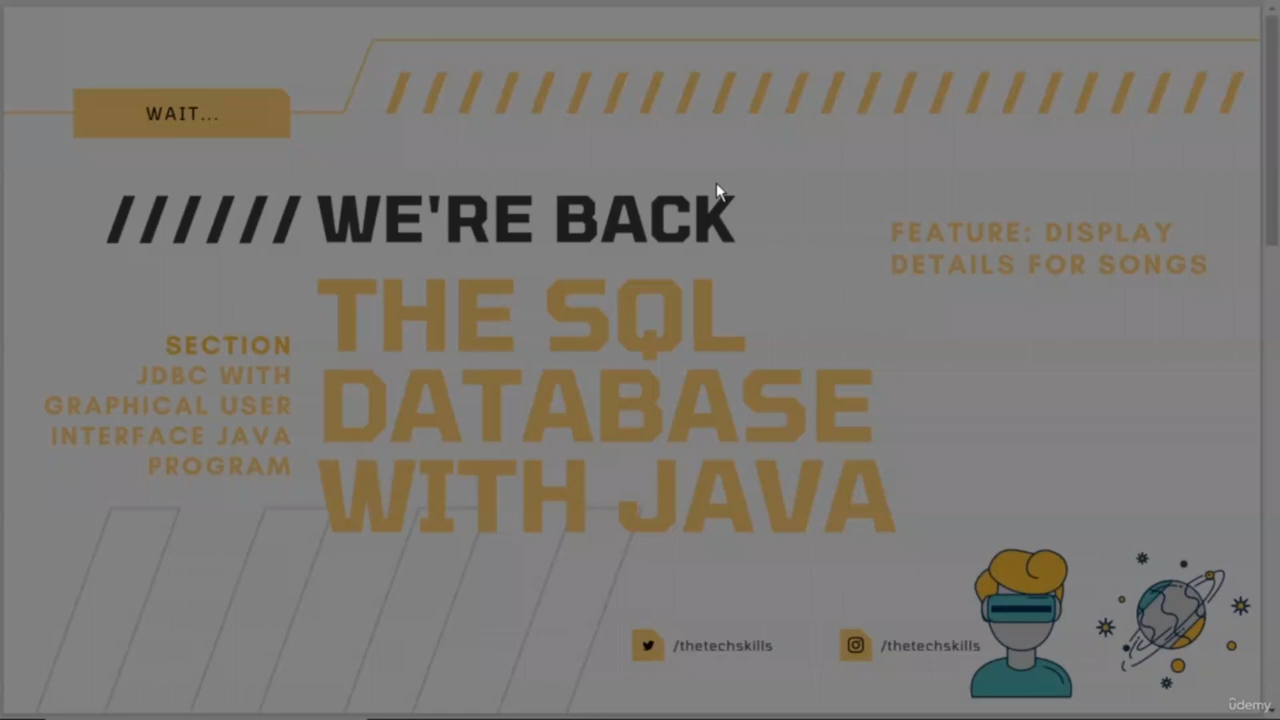 WAIT...
WE'RE BACK
FEATURE: DISPLAY
DETAILS FOR SONGS
THE SQL
DATABASE
WITH JAVA
SECTION
JDBC WITH
GRAPHICAL USER
INTERFACE JAVA
PROGRAM
/thetechskills
/thetechskills
udemy